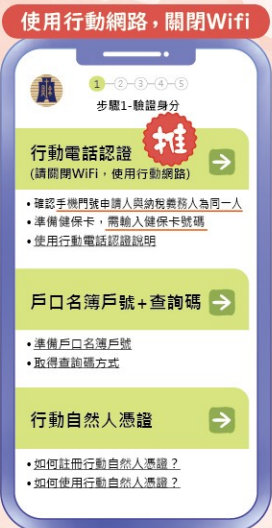 使用行動網路,關閉Wifi
1-2-3-4-5
步驟1-驗證身分
推
行動電話認證
(請關閉WiFi,使用行動網路)
•確認手機門號申請人與納稅義務人為同一人
•準備健保卡,需輸入健保卡號碼
•使用行動電話認證說明
戶口名簿戶號+查詢碼
•準備戶口名簿戶號
•取得查詢碼方式
行動自然人憑證
•如何註冊行動自然人憑證?
•如何使用行動自然人憑證?